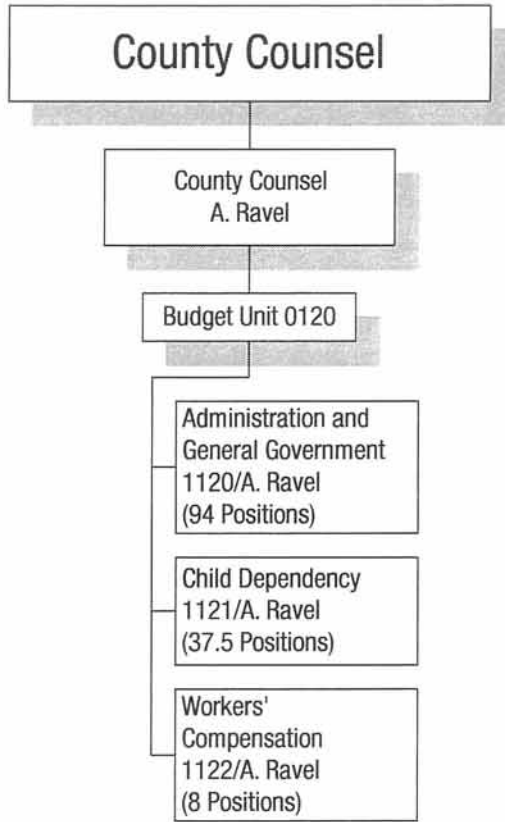 County Counsel
County Counsel
A. Ravel
Budget Unit 0120
Administration and
General Government
1120/A. Ravel
(94 Positions)
Child Dependency
1121/A. Ravel
(37.5 Positions)
Workers'
Compensation
1122/A. Ravel
(8 Positions)